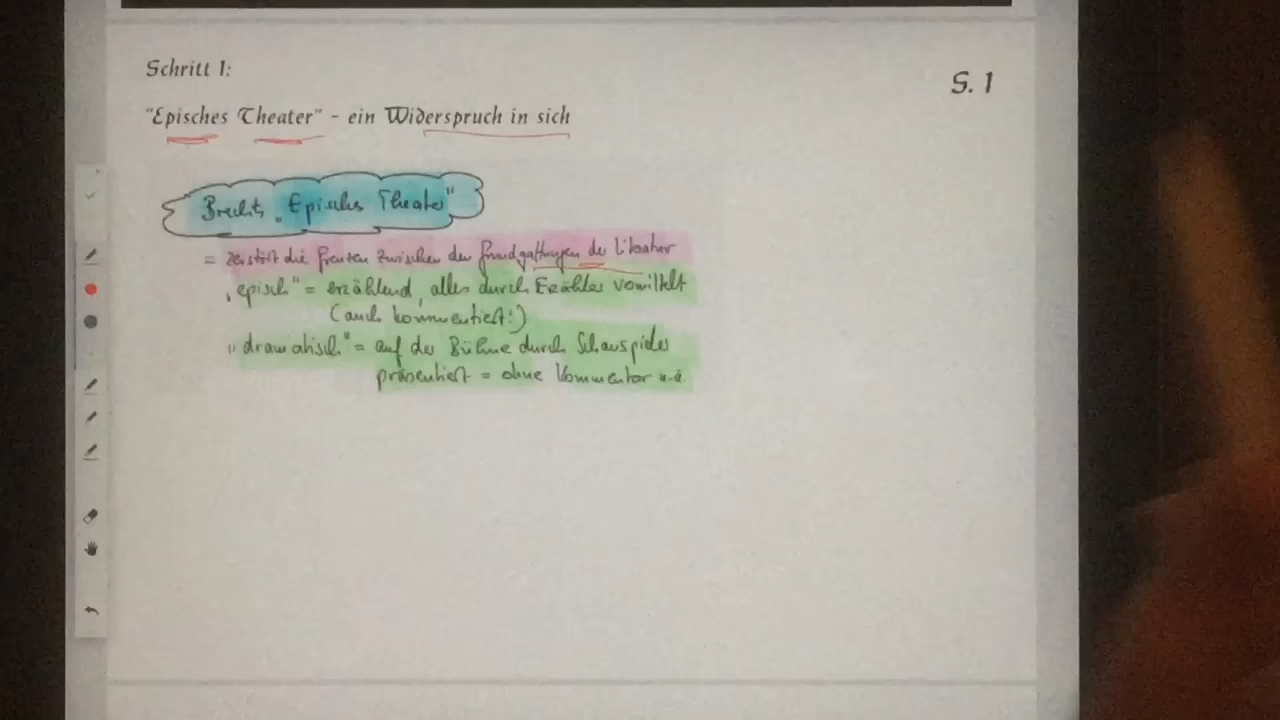 Schritt 1:
S. 1
"Episches Theater" - ein Widerspruch in sich
Brechts „Episches Theater"
= zerstört die Grenzen zwischen den Grundgattungen der Literatur
„episch" = erzählend, alles durch Erzähler vermittelt
(auch kommentiert!)
„dramatisch" = auf der Bühne durch Schauspieler
präsentiert = ohne Kommentar u.ä.